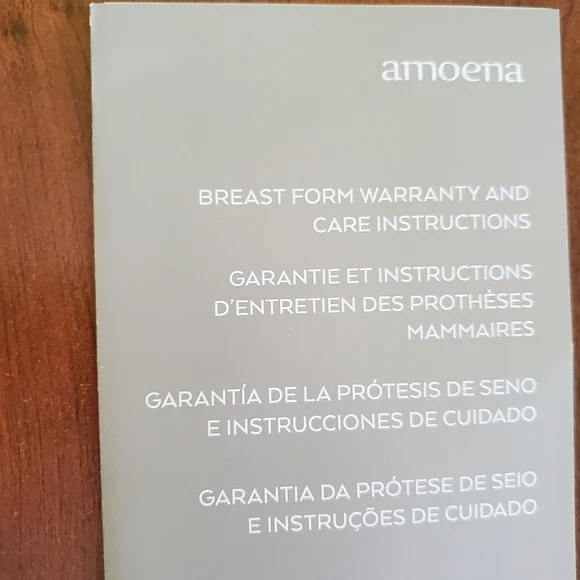 amoena
BREAST FORM WARRANTY AND
CARE INSTRUCTIONS
GARANTIE ET INSTRUCTIONS
D'ENTRETIEN DES PROTHÈSES
MAMMAIRES
GARANTÍA DE LA PRÓTESIS DE SENO
E INSTRUCCIONES DE CUIDADO
GARANTIA DA PRÓTESE DE SEIO
E INSTRUÇÕES DE CUIDADO